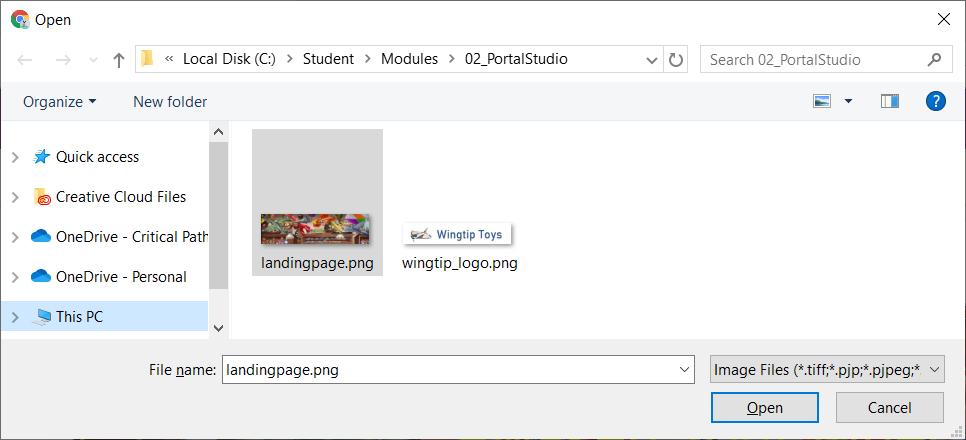 Open
« Local Disk (C:) > Student > Modules > 02_PortalStudio
Search 02_PortalStudio
Organize
New folder
?
Quick access
Creative Cloud Files
OneDrive - Critical Path
OneDrive - Personal
This PC
Wingtip Toys
landingpage.png
wingtip_logo.png
File name:
landingpage.png
Image Files (*.tiff;*.pjp;*.pjpeg;*.
Open
Cancel